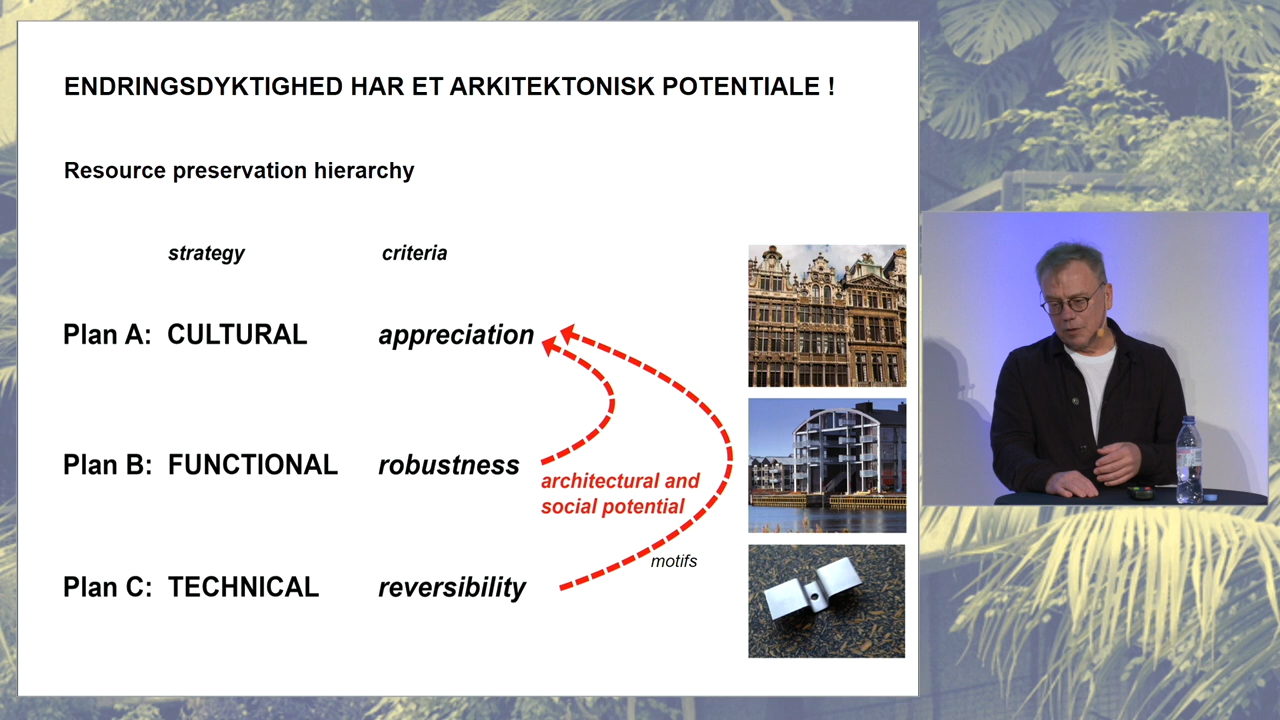 ENDRINGSDYKTIGHED HAR ET ARKITEKTONISK POTENTIALE !
Resource preservation hierarchy
strategy criteria
Plan A: CULTURAL appreciation
Plan B: FUNCTIONAL robustness
architectural and
social potential
motifs
Plan C: TECHNICAL reversibility